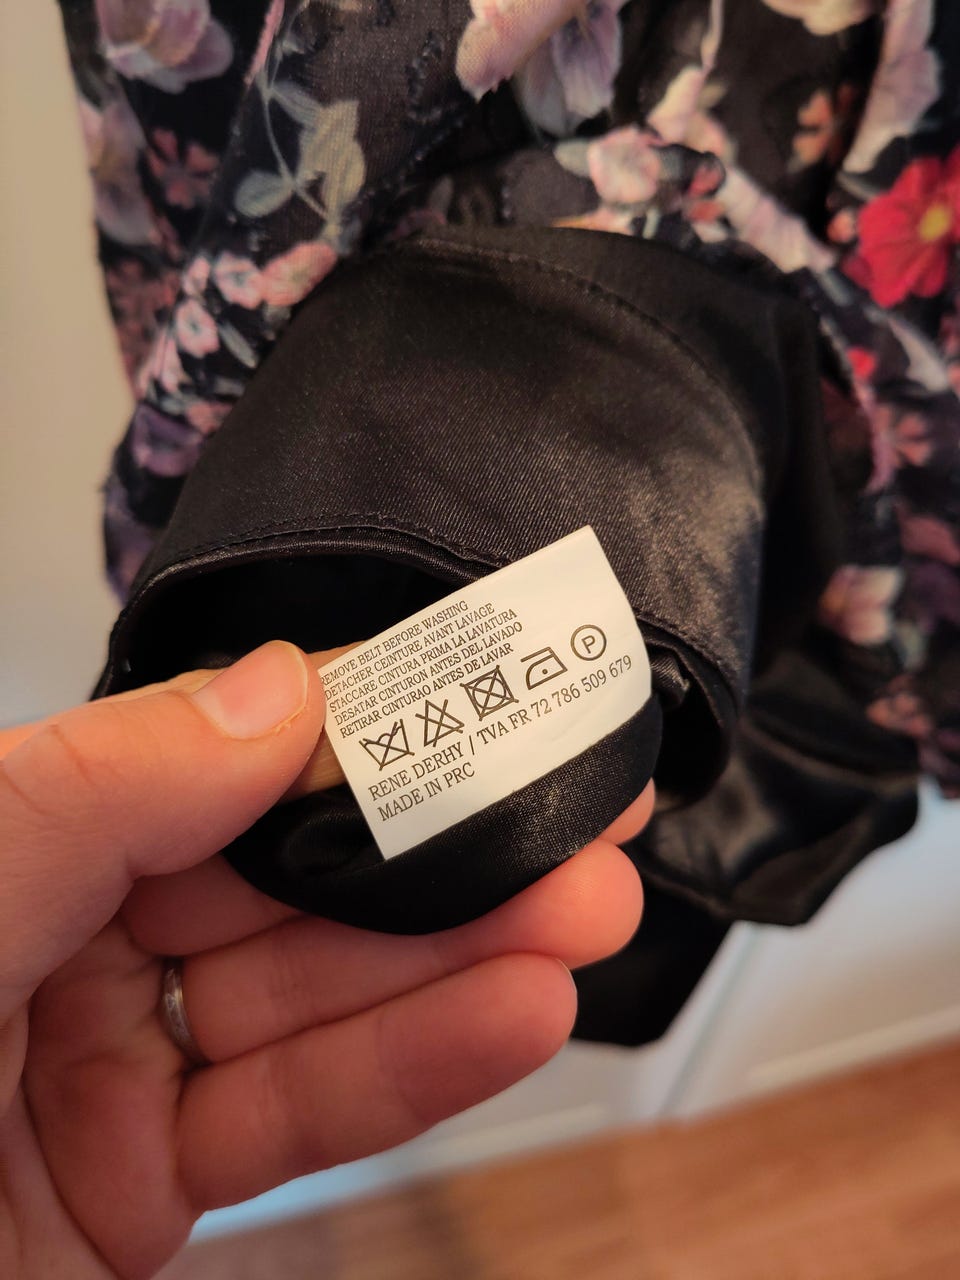 REMOVE BELT BEFORE WASHING
DETACHER CEINTURE AVANT LAVAGE
STACCARE CINTURA PRIMA LA LAVATURA
DESATAR CINTURON ANTES DEL LAVADO
RETIRAR CINTURAO ANTES DE LAVAR
P
RENE DERHY / TVA FR 72 786 509 679
MADE IN PRC